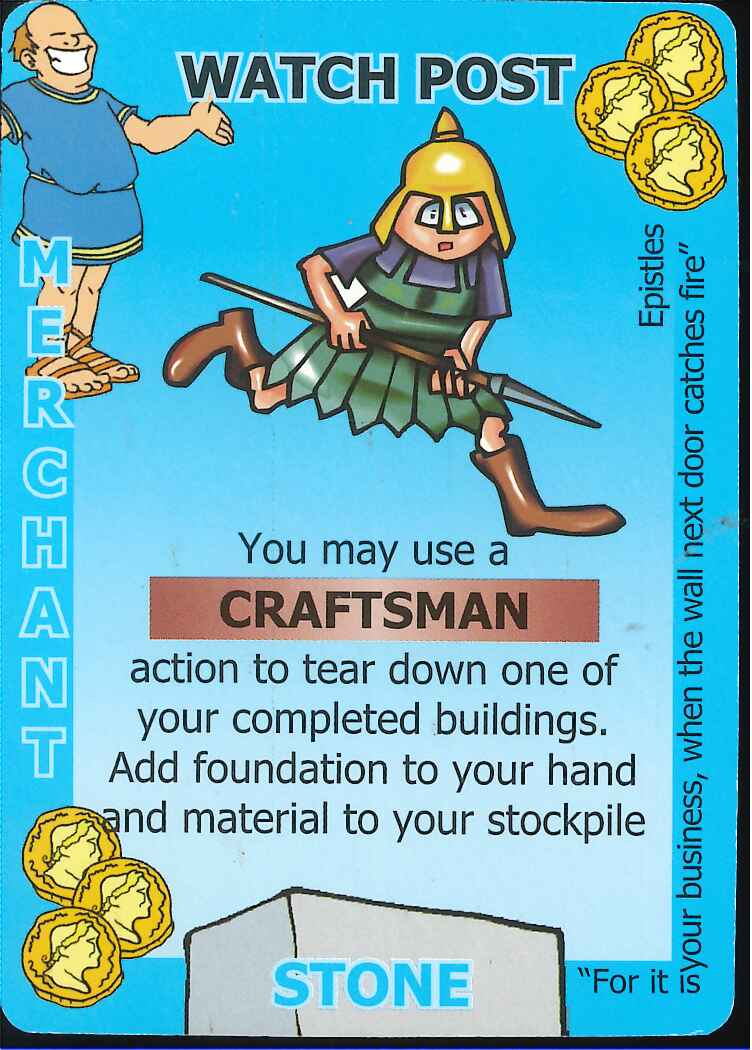 WATCH POST
MERCHANT
You may use a
CRAFTSMAN
action to tear down one of
your completed buildings.
Add foundation to your hand
and material to your stockpile
STONE
“For it is
your business, when the wall next door catches fire”
Epistles